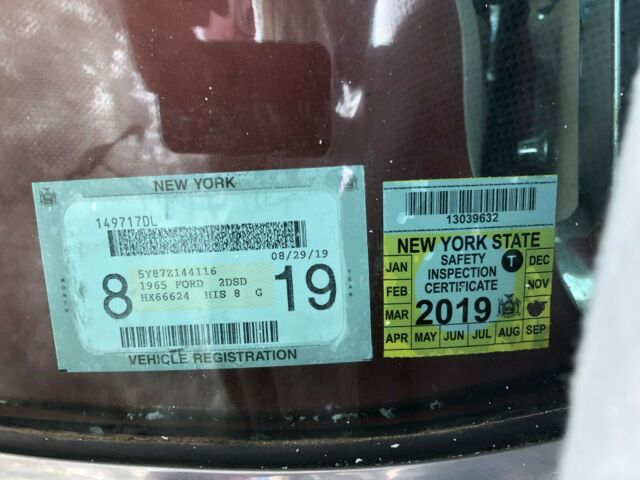 NEW YORK
149717DL
08/29/19
8 19
MONTH
YEAR
5Y87Z144116
1965 FORD 2DSD
HX66624 HIS 8 G
VEHICLE REGISTRATION
13039632
NEW YORK STATE
JAN SAFETY T DEC
INSPECTION
FEB CERTIFICATE NOV
MAR 2019
APR MAY JUN JUL AUG SEP